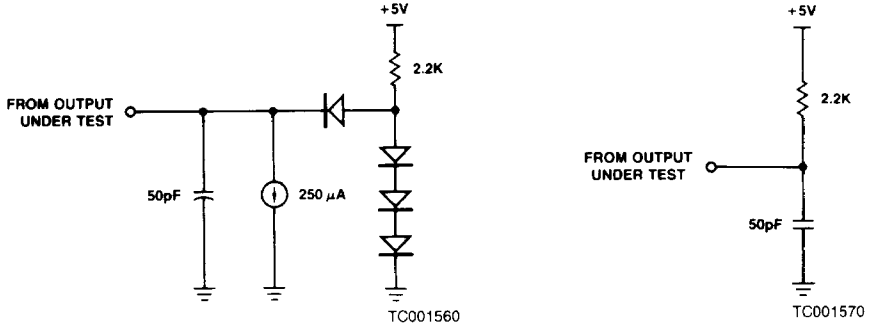 +5V
2.2K
FROM OUTPUT
UNDER TEST
50pF
250 μA
TC001560
+5V
2.2K
FROM OUTPUT
UNDER TEST
50pF
TC001570